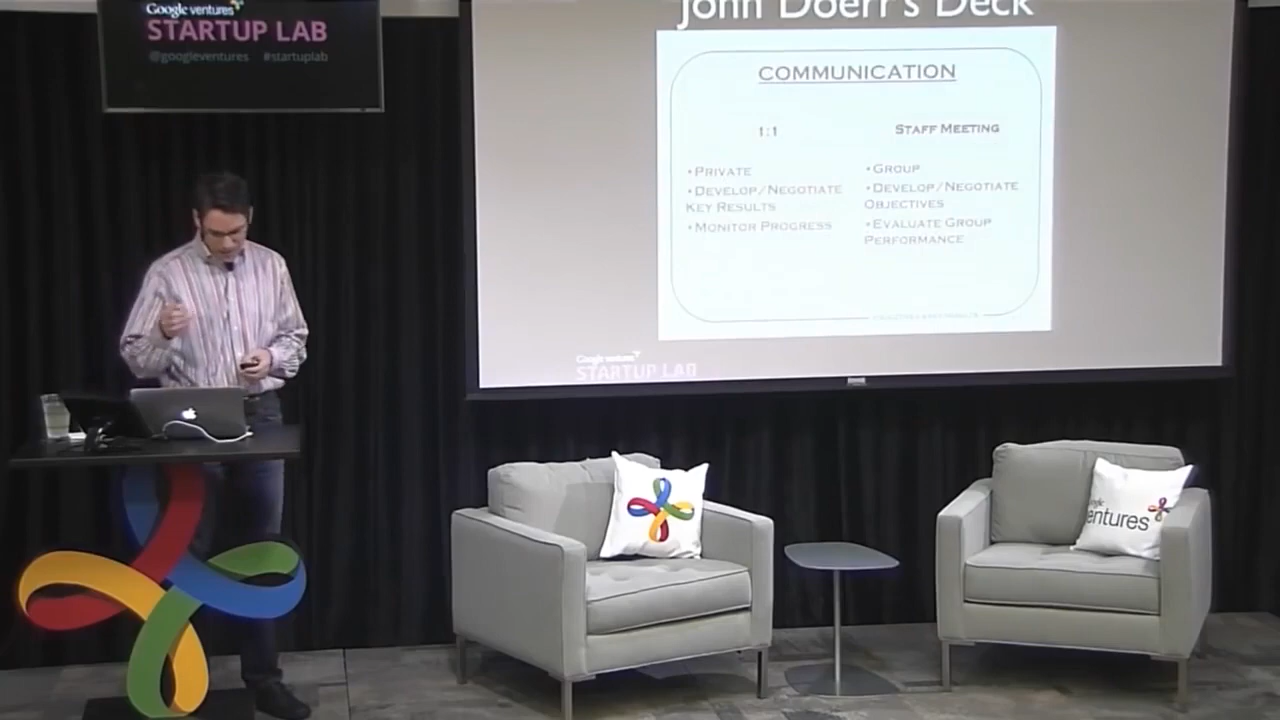 Google ventures
STARTUP LAB
@googleventures #startuplab
John Doerr's Deck
COMMUNICATION
1:1
• PRIVATE
• DEVELOP/NEGOTIATE
KEY RESULTS
• MONITOR PROGRESS
STAFF MEETING
• GROUP
• DEVELOP/NEGOTIATE
OBJECTIVES
• EVALUATE GROUP
PERFORMANCE
Google ventures
STARTUP LAB
entures